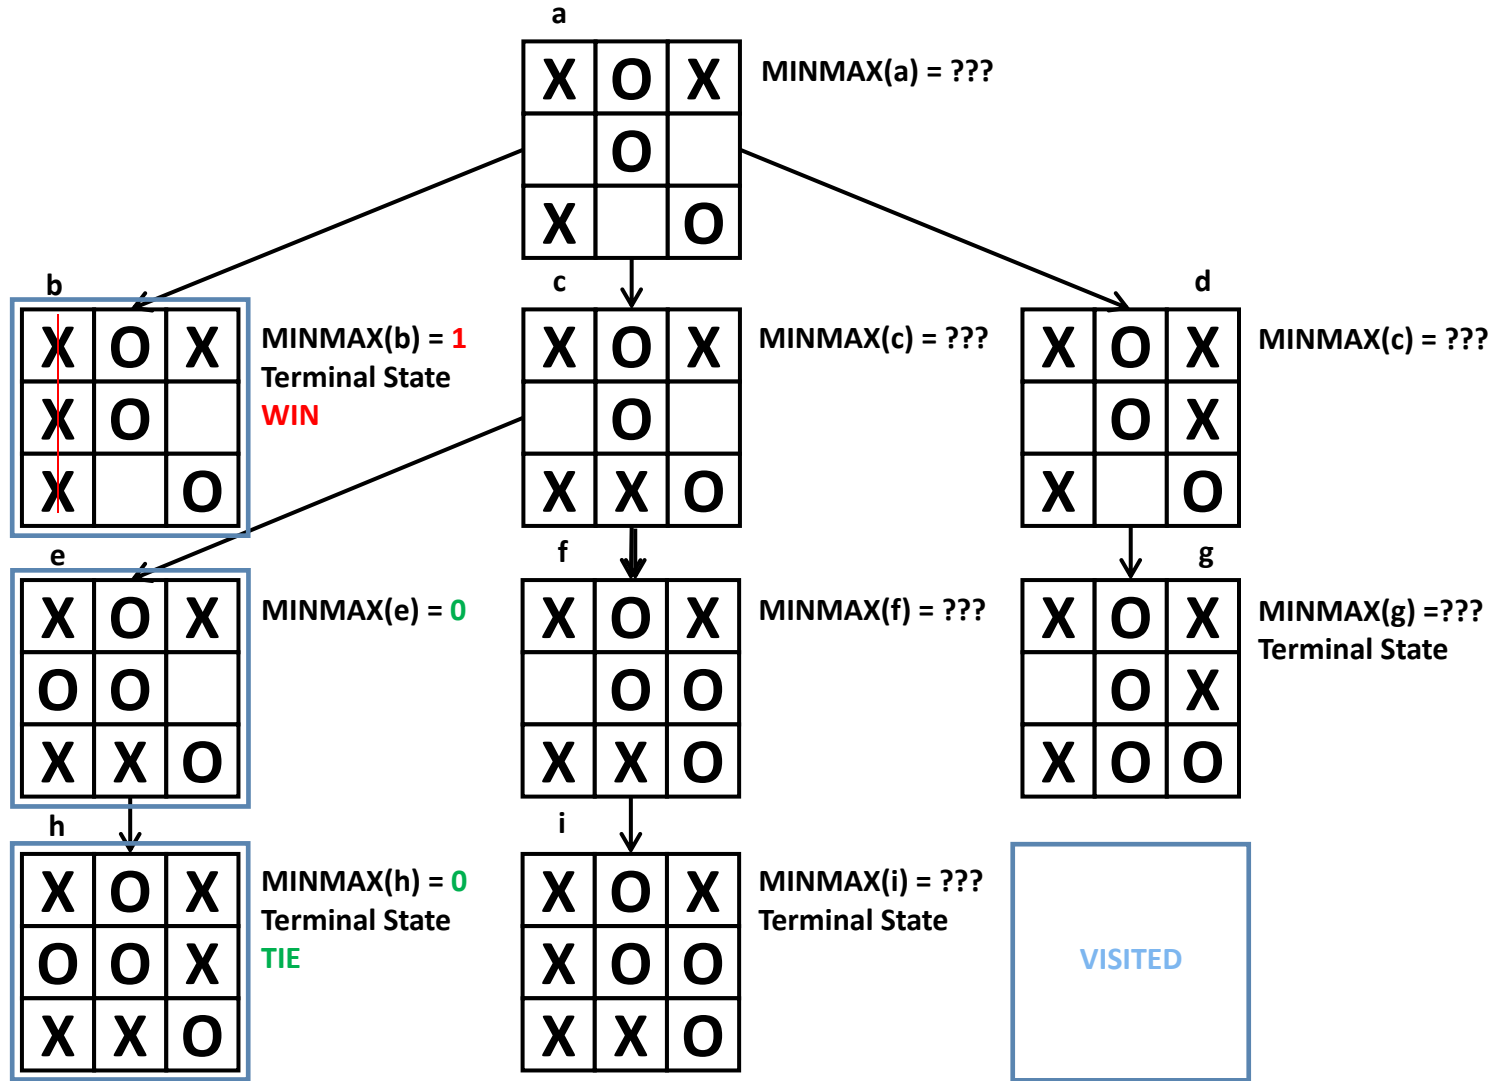 a
X O X
O
X O
MINMAX(a) = ???
b
X O X
X O
X O
MINMAX(b) = 1
Terminal State
WIN
c
X O X
O
X X O
MINMAX(c) = ???
d
X O X
O X
X O
MINMAX(c) = ???
e
X O X
O O
X X O
MINMAX(e) = 0
f
X O X
O O
X X O
MINMAX(f) = ???
g
X O X
O X
X O O
MINMAX(g) =???
Terminal State
h
X O X
O O X
X X O
MINMAX(h) = 0
Terminal State
TIE
i
X O X
X O O
X X O
MINMAX(i) = ???
Terminal State
VISITED